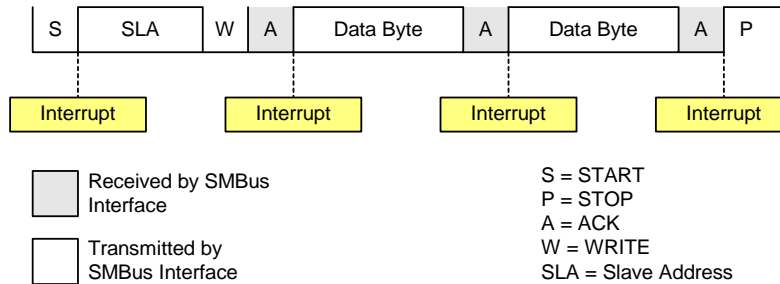 S SLA W A Data Byte A Data Byte A P
Interrupt Interrupt Interrupt Interrupt
Received by SMBus
Interface
Transmitted by
SMBus Interface
S = START
P = STOP
A = ACK
W = WRITE
SLA = Slave Address